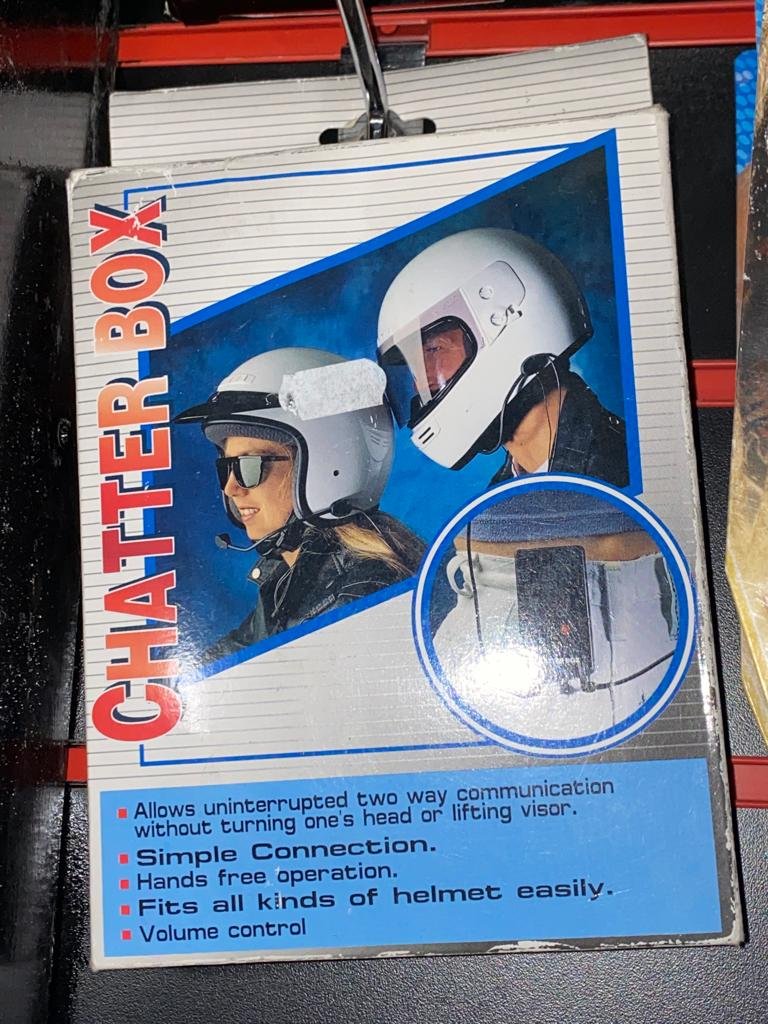 CHATTER BOX
Allows uninterrupted two way communication
without turning one's head or lifting visor.
Simple Connection.
Hands free operation.
Fits all kinds of helmet easily.
Volume control